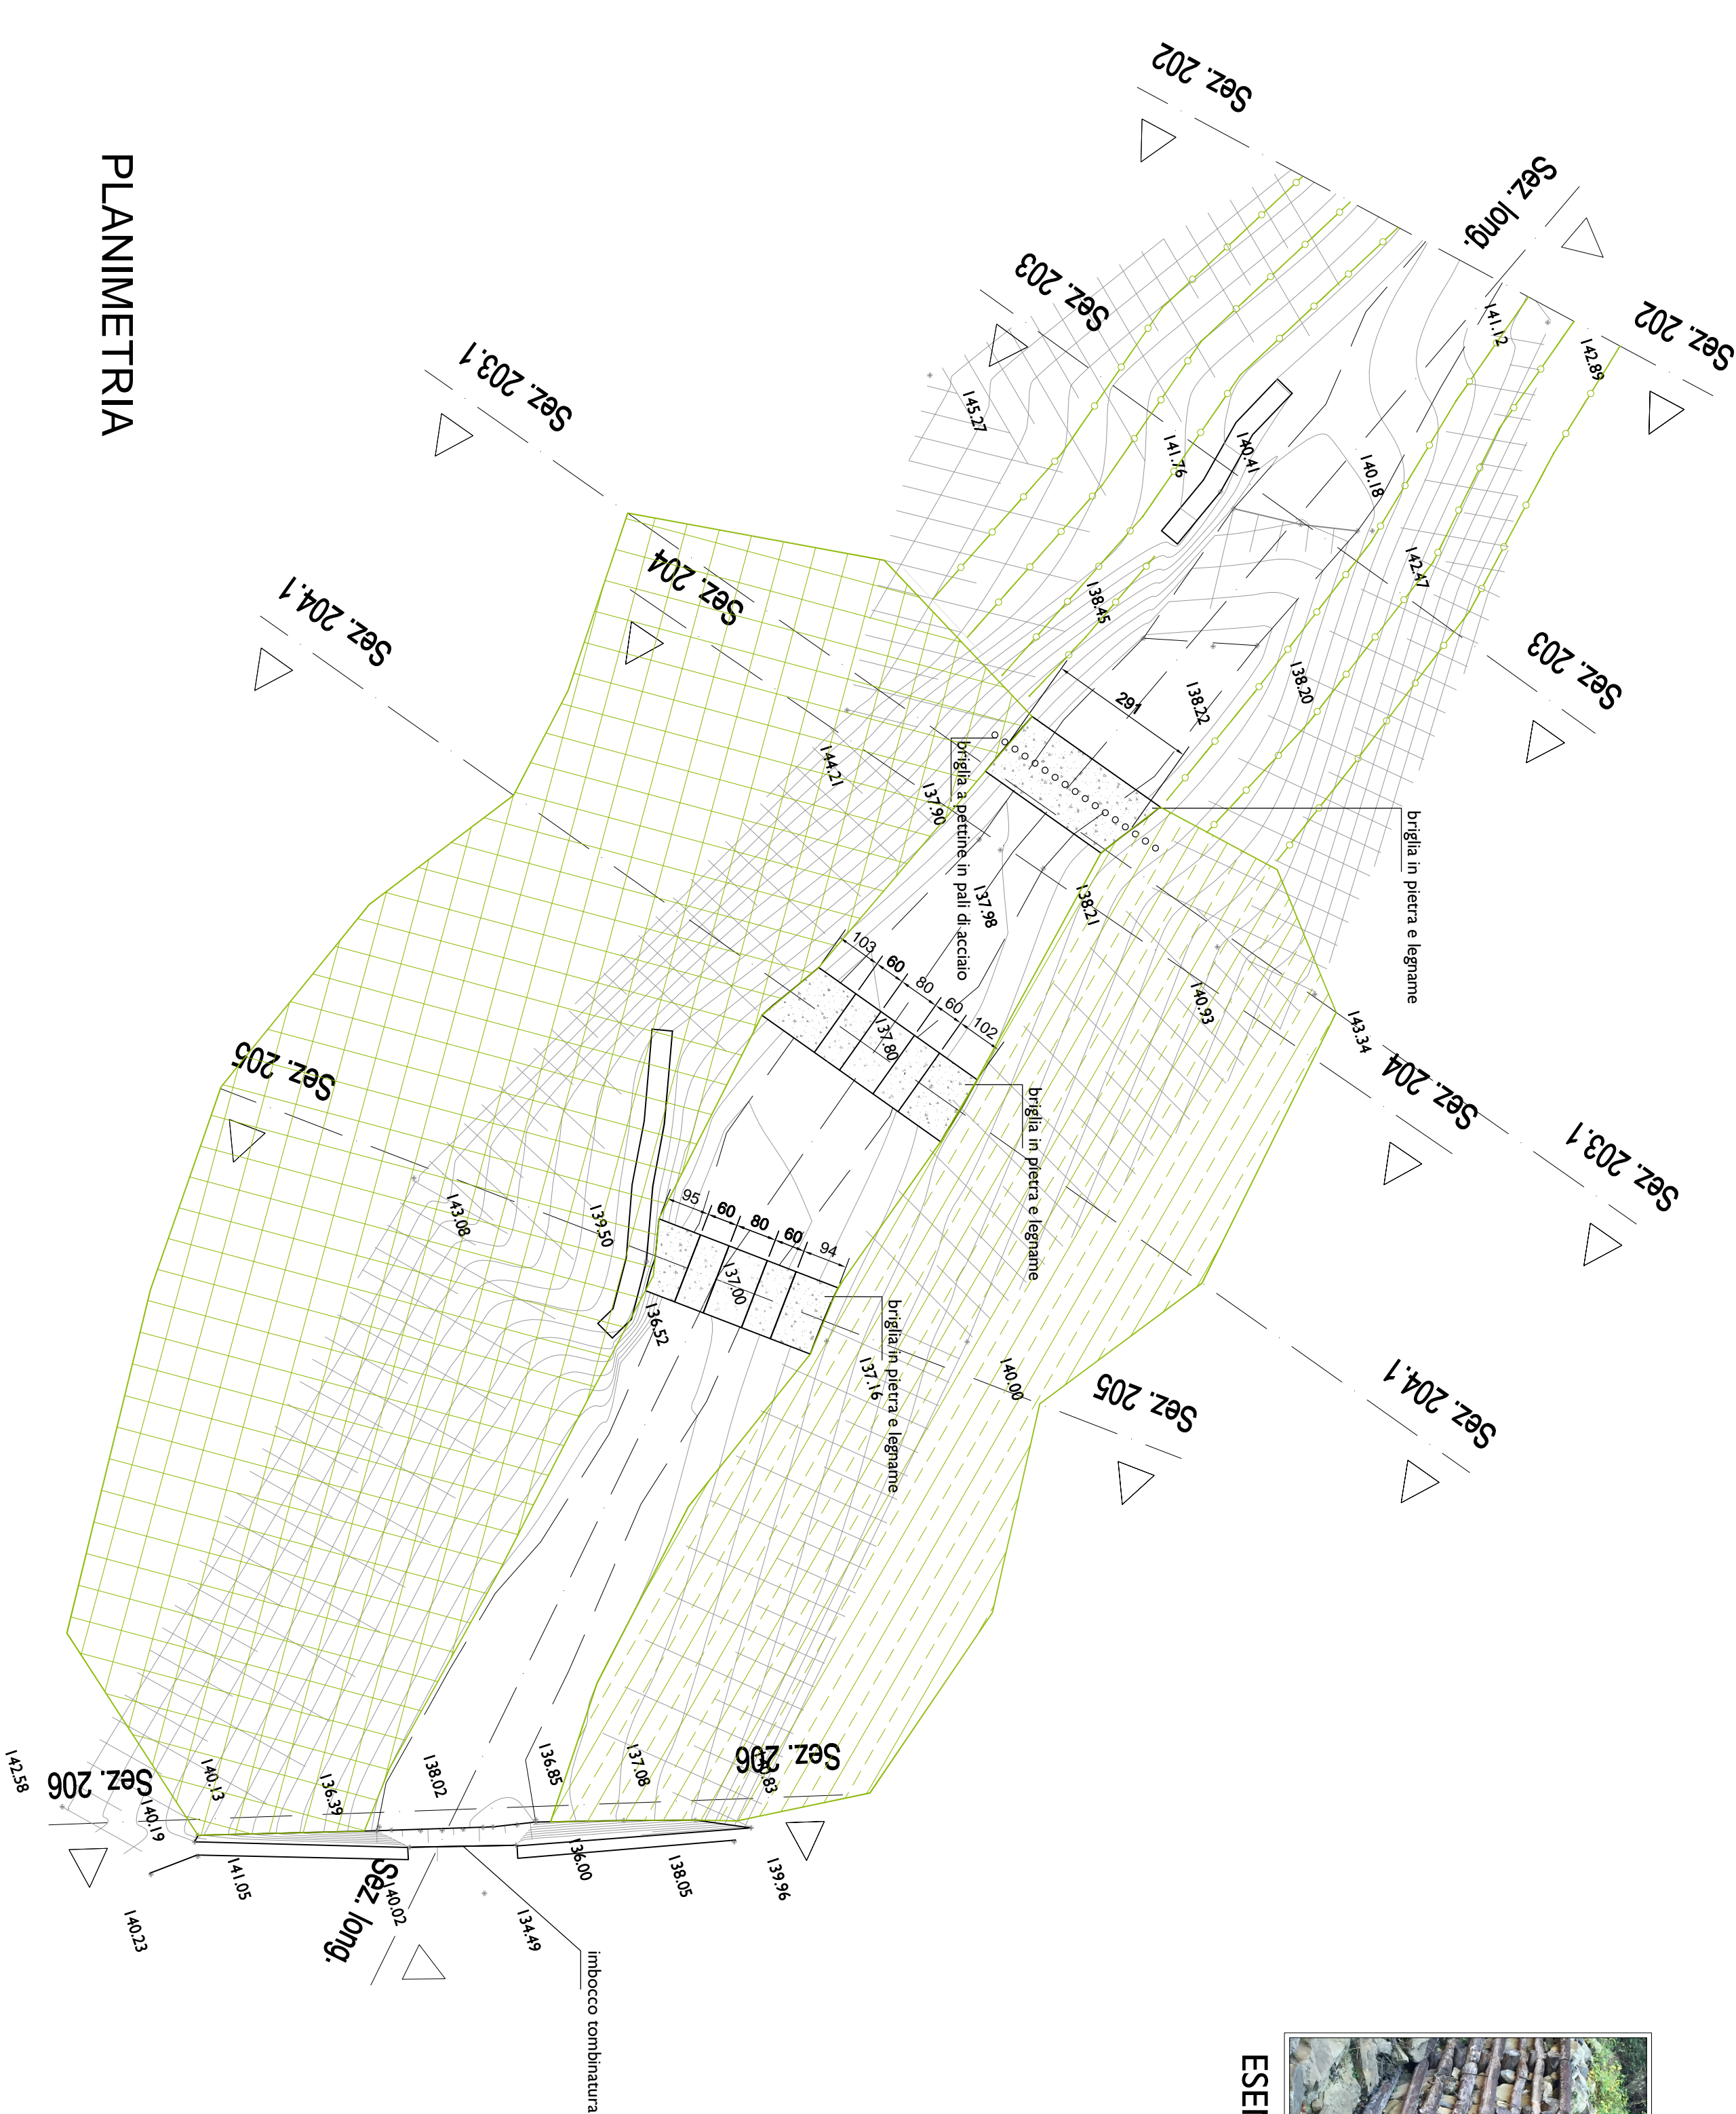 PLANIMETRIA
Sez. 202
Sez. long.
Sez. 202
Sez. 203
141.12
142.89
Sez. 203.1
145.27
141.76
140.41
140.18
Sez. 204
138.45
142.47
Sez. 204.1
291
138.22
138.20
Sez. 203
144.21
137.90
briglia a pettine in pali di acciaio
briglia in pietra e legname
137.98
138.21
103
60
80
60
102
137.80
140.93
143.34
Sez. 204
Sez. 205
briglia in pietra e legname
Sez. 203.1
143.08
139.50
95
60
80
60
94
137.00
136.52
briglia in pietra e legname
137.16
140.00
Sez. 205
Sez. 204.1
142.58
Sez. 206
140.19
140.13
136.39
138.02
136.85
137.08
Sez. 206
141.05
Sez. long.
140.02
136.00
138.05
139.96
140.23
134.49
imbocco tombinatura